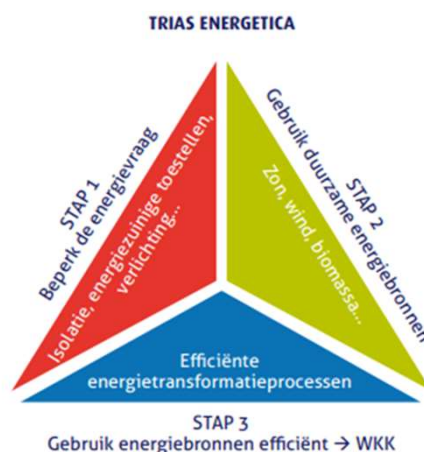 TRIAS ENERGETICA
STAP 1
Beperk de energievraag
Isolatie, energiezuinige toestellen,
verlichting...
STAP 2
Gebruik duurzame energiebronnen
Zon, wind, biomassa...
Efficiënte
energietransformatieprocessen
STAP 3
Gebruik energiebronnen efficiënt → WKK